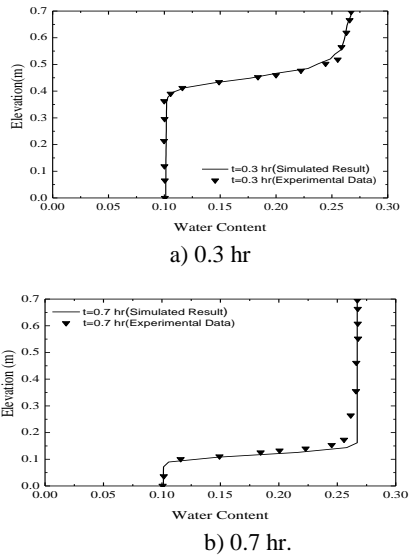 0.7
0.6
0.5
0.4
0.3
0.2
0.1
0.0
Elevation(m)
t=0.3 hr(Simulated Result)
t=0.3 hr(Experimental Data)
0.00 0.05 0.10 0.15 0.20 0.25 0.30
Water Content
a) 0.3 hr
0.7
0.6
0.5
0.4
0.3
0.2
0.1
0.0
Elevation (m)
t=0.7 hr(Simulated Result)
t=0.7 hr(Experimental Data)
0.00 0.05 0.10 0.15 0.20 0.25 0.30
Water Content
b) 0.7 hr.